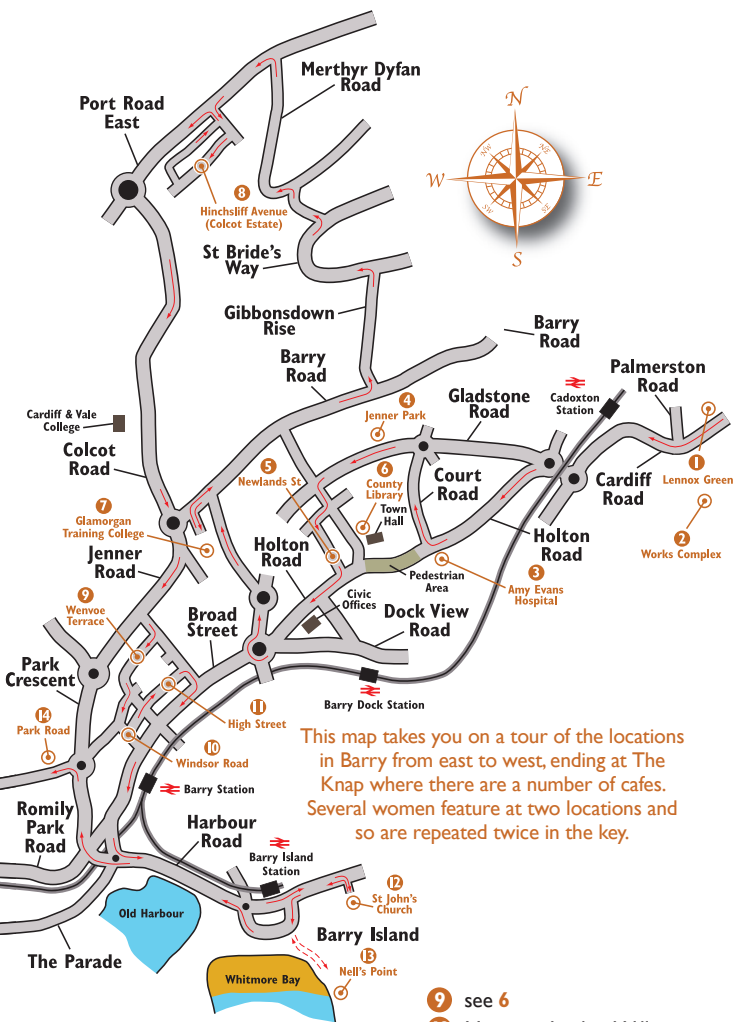 Merthyr Dyfan
Road
Port Road
East
N
NW
NE
W
E
SW
SE
S
8
Hinchsliff Avenue
(Colcot Estate)
St Bride's
Way
Gibbonsdown
Rise
Barry
Road
Barry
Road
Palmerston
Road
Cadoxton
Station
4
Jenner Park
Gladstone
Road
Cardiff & Vale
College
Colcot
Road
5
Newlands St
6
County
Library
Town
Hall
Court
Road
Cardiff
Road
1
Lennox Green
2
Works Complex
7
Glamorgan
Training College
Jenner
Road
Holton
Road
Holton
Road
Pedestrian
Area
3
Amy Evans
Hospital
9
Wenvoe
Terrace
Broad
Street
Civic
Offices
Dock View
Road
Park
Crescent
Barry Dock Station
14
Park Road
11
High Street
10
Windsor Road
This map takes you on a tour of the locations
in Barry from east to west, ending at The
Knap where there are a number of cafes.
Several women feature at two locations and
so are repeated twice in the key.
Barry Station
Romily
Park
Road
Harbour
Road
Barry Island
Station
12
St John's
Church
Old Harbour
Barry Island
The Parade
13
Nell's Point
Whitmore Bay
9 see 6